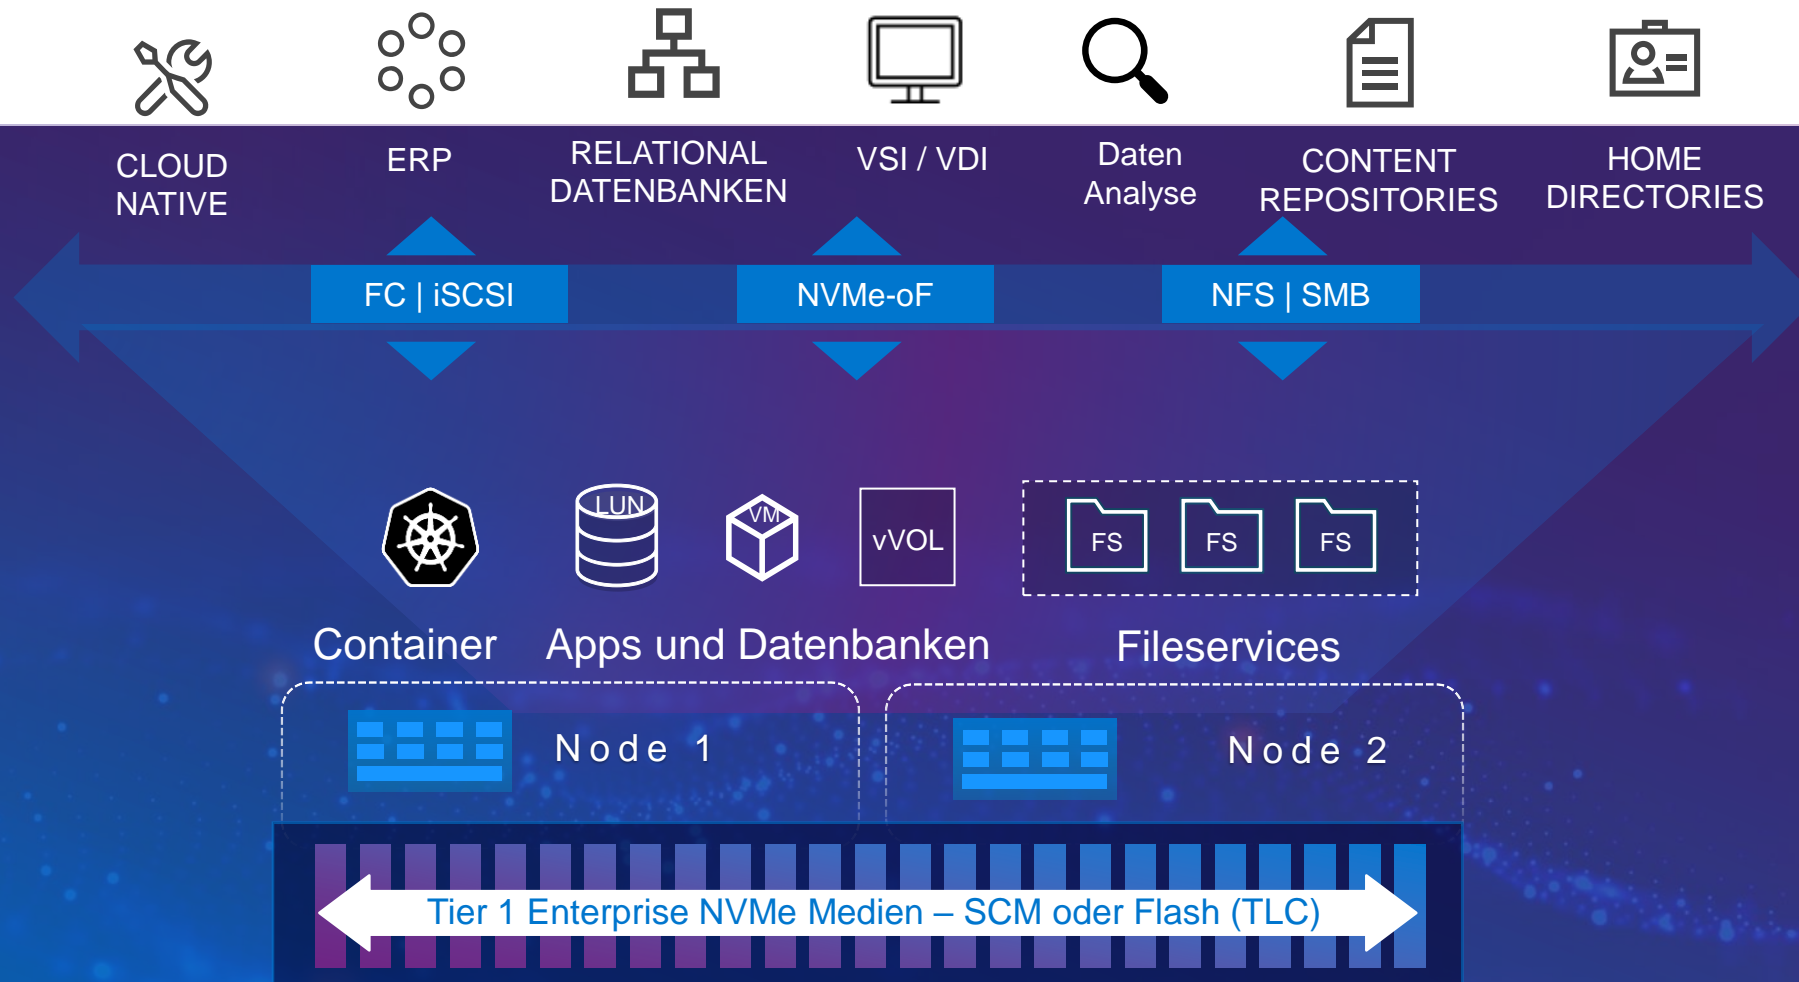 CLOUD
NATIVE
ERP
RELATIONAL
DATENBANKEN
VSI / VDI
Daten
Analyse
CONTENT
REPOSITORIES
HOME
DIRECTORIES
FC | iSCSI
NVMe-oF
NFS | SMB
LUN
VM
vVOL
FS
FS
FS
Container
Apps und Datenbanken
Fileservices
Node 1
Node 2
Tier 1 Enterprise NVMe Medien – SCM oder Flash (TLC)